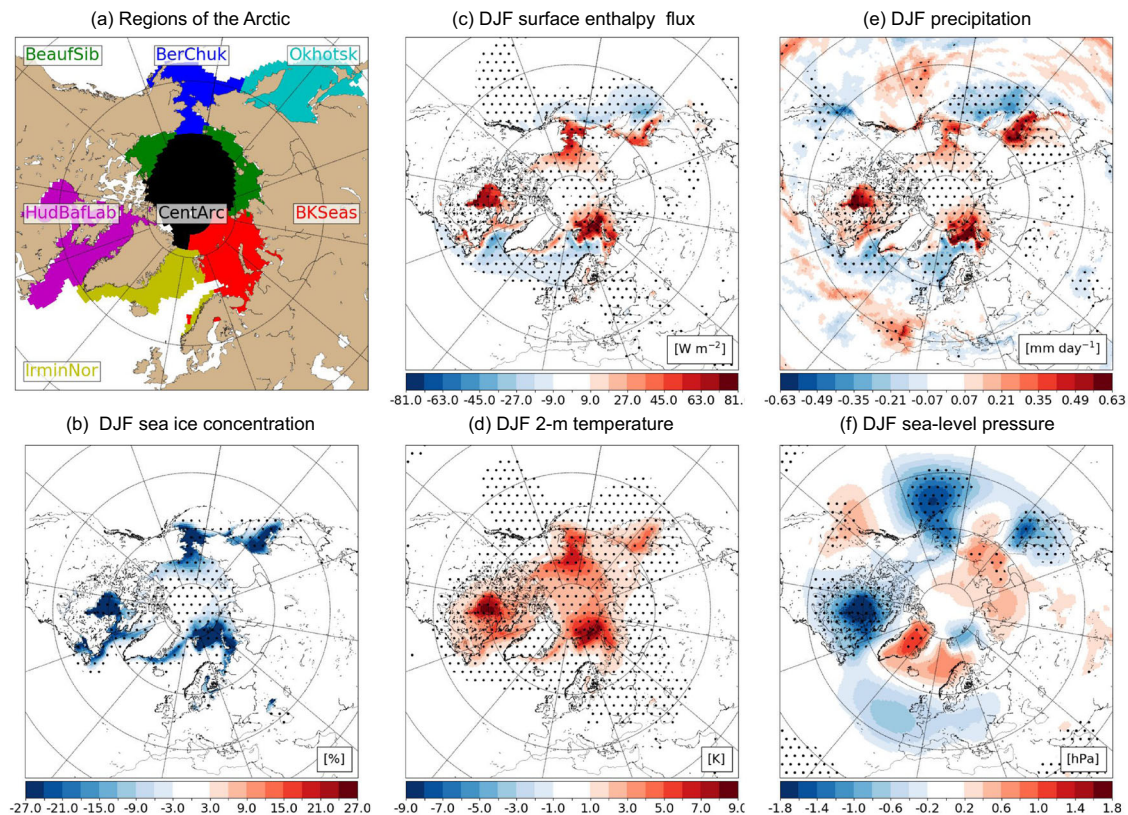 (a) Regions of the Arctic
BeaufSib
BerChuk
Okhotsk
HudBafLab
CentArc
BKSeas
IrminNor
(c) DJF surface enthalpy flux
[W m⁻²]
-81.0 -63.0 -45.0 -27.0 -9.0 9.0 27.0 45.0 63.0 81.
(e) DJF precipitation
[mm day⁻¹]
-0.63 -0.49 -0.35 -0.21 -0.07 0.07 0.21 0.35 0.49 0.63
(b) DJF sea ice concentration
[%]
-27.0 -21.0 -15.0 -9.0 -3.0 3.0 9.0 15.0 21.0 27.0
(d) DJF 2-m temperature
[K]
-9.0 -7.0 -5.0 -3.0 -1.0 1.0 3.0 5.0 7.0 9.
(f) DJF sea-level pressure
[hPa]
-1.8 -1.4 -1.0 -0.6 -0.2 0.2 0.6 1.0 1.4 1.8